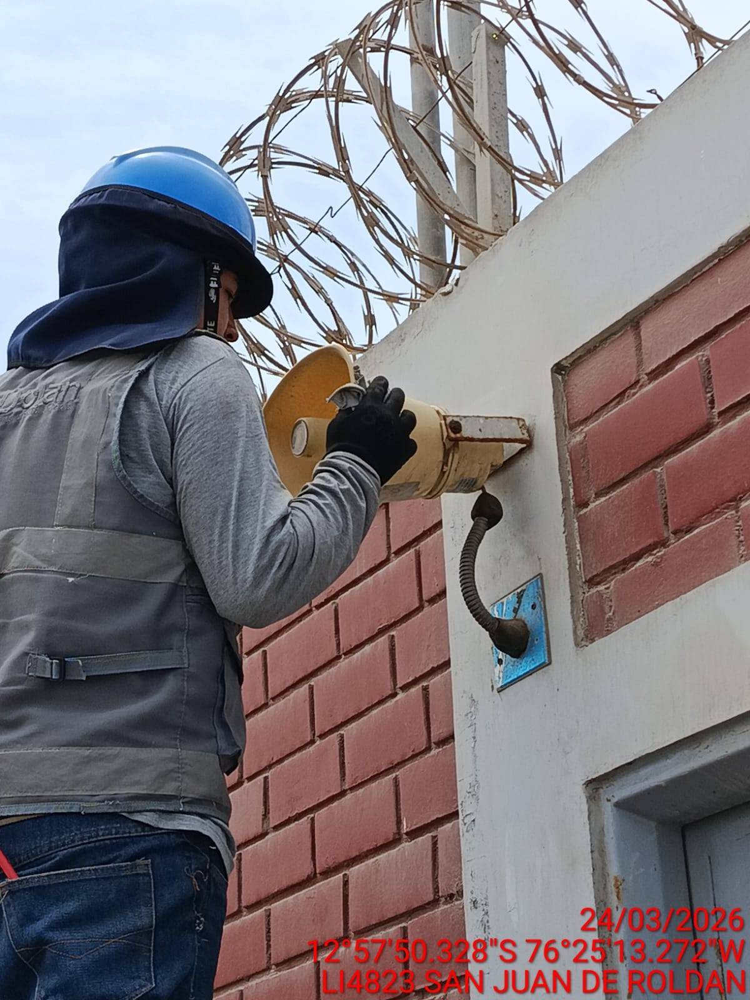 24/03/2026
12°57'50.328"S 76°25'13.272"W
LI4823 SAN JUAN DE ROLDAN